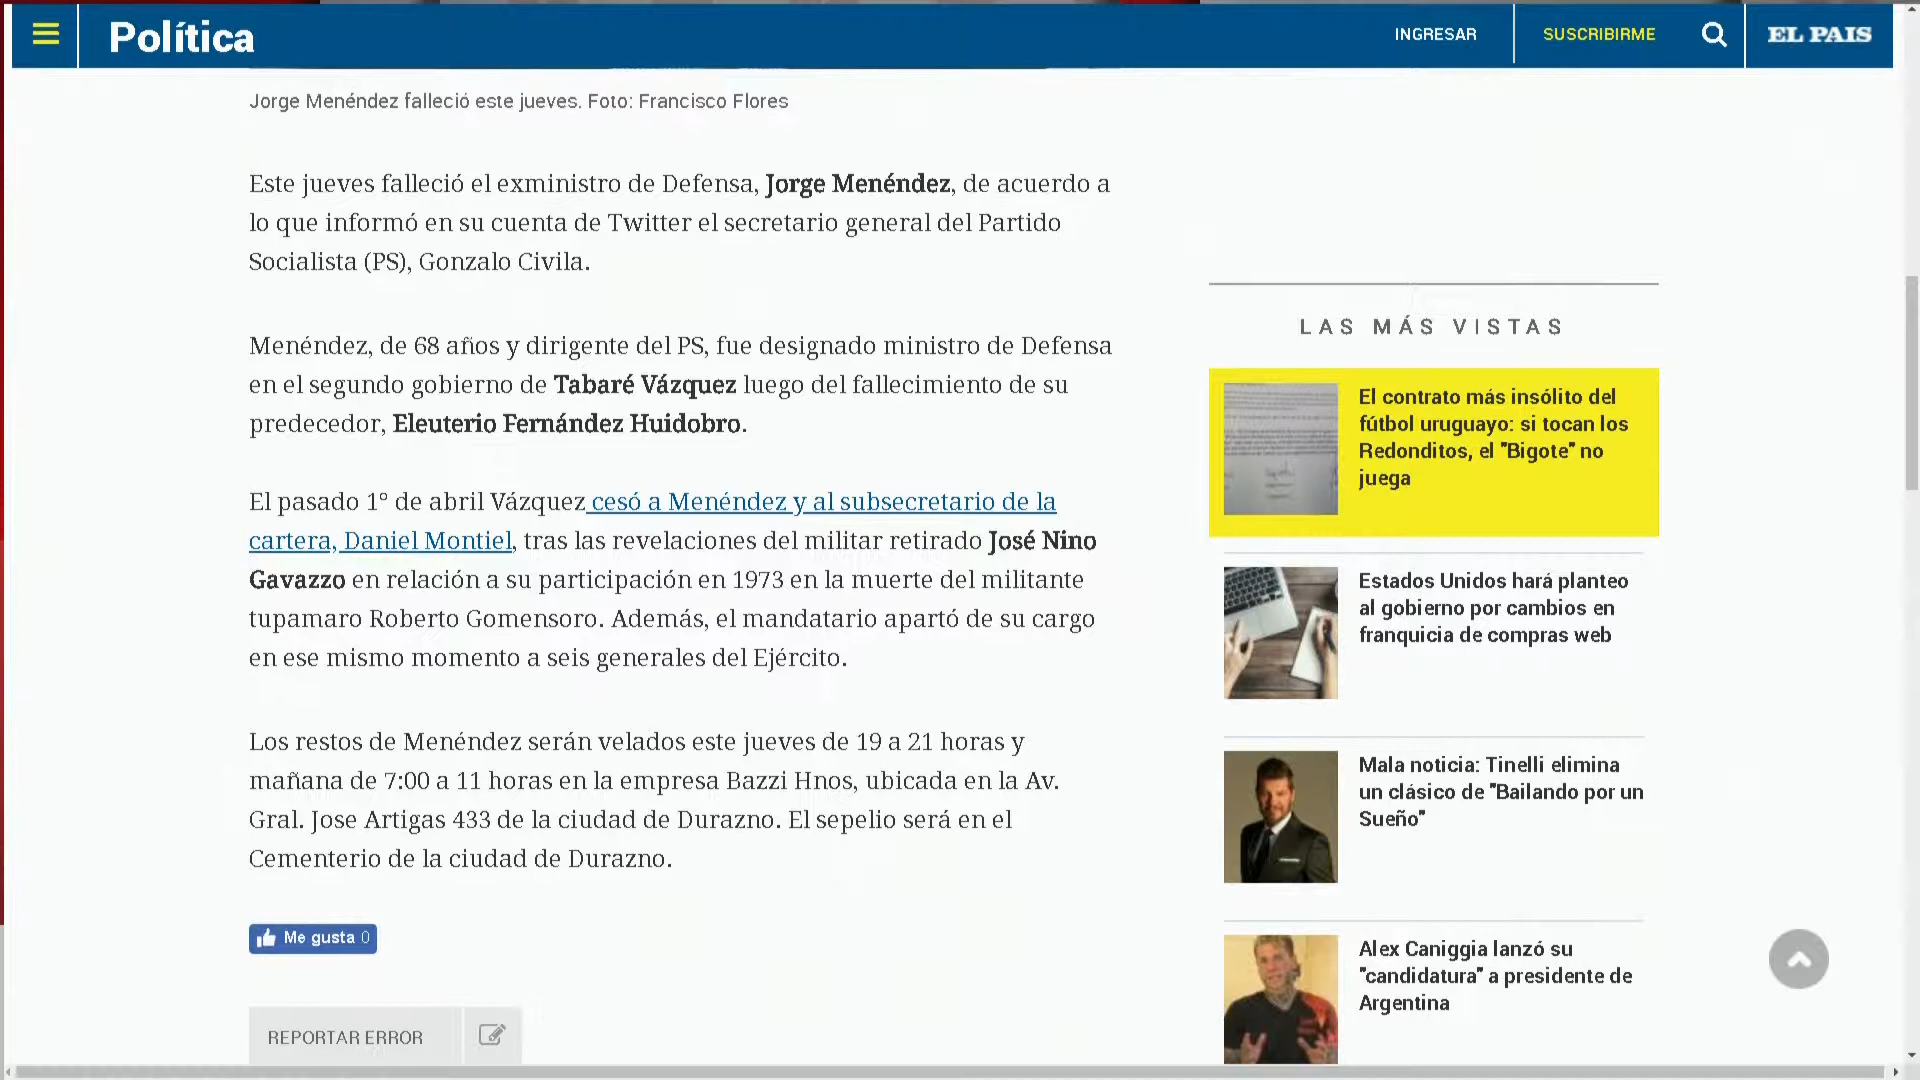 Política
INGRESAR
SUSCRIBIRME
EL PAIS
Jorge Menéndez falleció este jueves. Foto: Francisco Flores
Este jueves falleció el exministro de Defensa, Jorge Menéndez, de acuerdo a
lo que informó en su cuenta de Twitter el secretario general del Partido
Socialista (PS), Gonzalo Civila.
Menéndez, de 68 años y dirigente del PS, fue designado ministro de Defensa
en el segundo gobierno de Tabaré Vázquez luego del fallecimiento de su
predecesor, Eleuterio Fernández Huidobro.
El pasado 1° de abril Vázquez cesó a Menéndez y al subsecretario de la
cartera, Daniel Montiel, tras las revelaciones del militar retirado José Nino
Gavazzo en relación a su participación en 1973 en la muerte del militante
tupamaro Roberto Gomensoro. Además, el mandatario apartó de su cargo
en ese mismo momento a seis generales del Ejército.
Los restos de Menéndez serán velados este jueves de 19 a 21 horas y
mañana de 7:00 a 11 horas en la empresa Bazzi Hnos, ubicada en la Av.
Gral. Jose Artigas 433 de la ciudad de Durazno. El sepelio será en el
Cementerio de la ciudad de Durazno.
Me gusta 0
REPORTAR ERROR
LAS MÁS VISTAS
El contrato más insólito del
fútbol uruguayo: si tocan los
Redonditos, el "Bigote" no
juega
Estados Unidos hará planteo
al gobierno por cambios en
franquicia de compras web
Mala noticia: Tinelli elimina
un clásico de "Bailando por un
Sueño"
Alex Caniggia lanzó su
"candidatura" a presidente de
Argentina